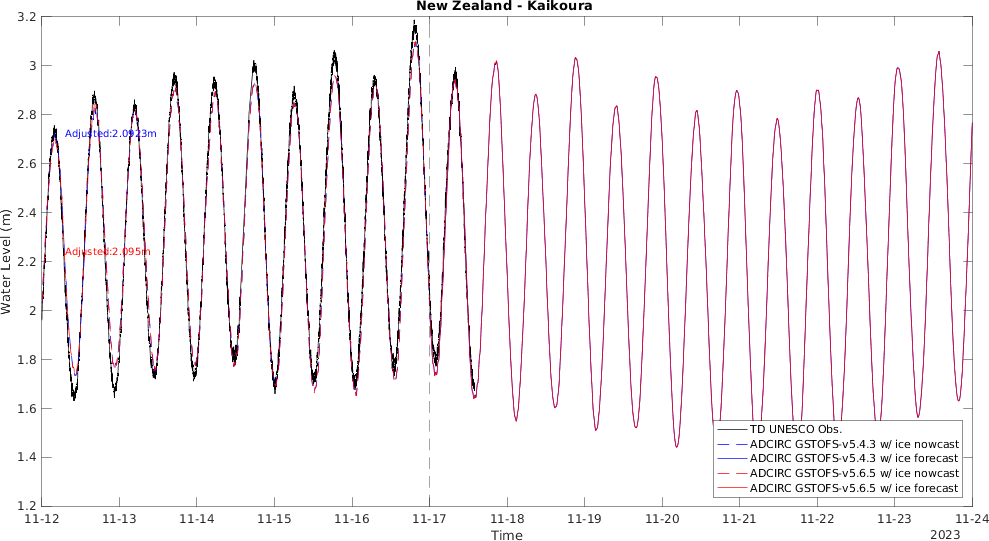 New Zealand - Kaikoura
3.2
3
2.8
2.6
2.4
2.2
2
1.8
1.6
1.4
1.2
Water Level (m)
Adjusted:2.0923m
Adjusted:2.095m
TD UNESCO Obs.
ADCIRC GSTOFS-v5.4.3 w/ ice nowcast
ADCIRC GSTOFS-v5.4.3 w/ ice forecast
ADCIRC GSTOFS-v5.6.5 w/ ice nowcast
ADCIRC GSTOFS-v5.6.5 w/ ice forecast
11-12 11-13 11-14 11-15 11-16 11-17 11-18 11-19 11-20 11-21 11-22 11-23 11-24
Time
2023